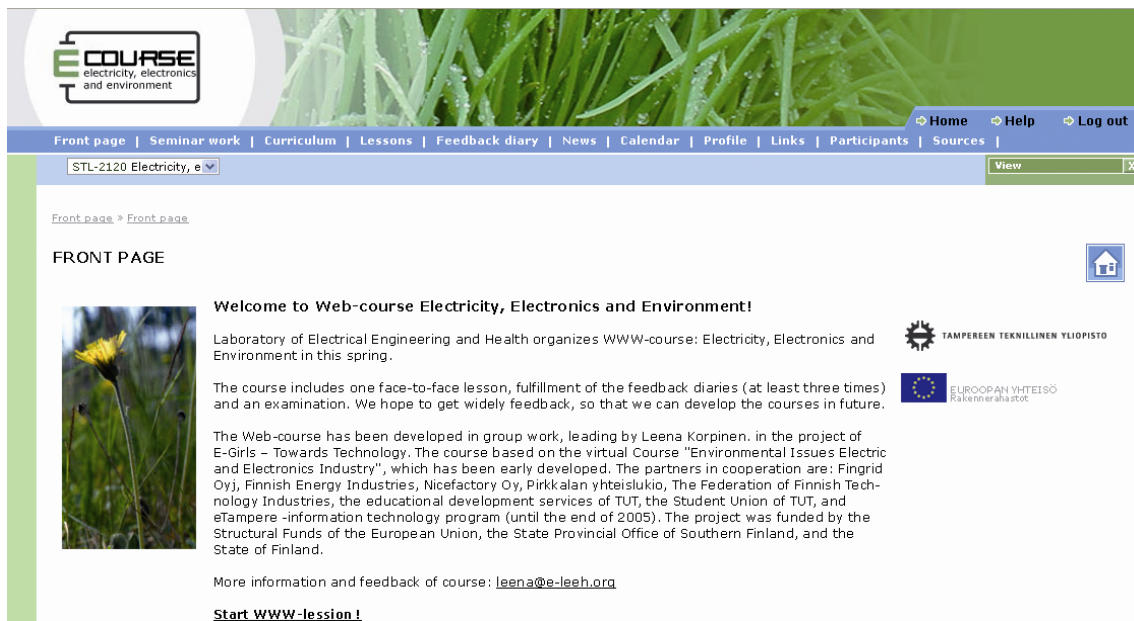 ECOURSE
electricity, electronics
and environment
Home Help Log out
Front page | Seminar work | Curriculum | Lessons | Feedback diary | News | Calendar | Profile | Links | Participants | Sources |
STL-2120 Electricity, e
View X
Front page » Front page
FRONT PAGE
Welcome to Web-course Electricity, Electronics and Environment!
Laboratory of Electrical Engineering and Health organizes WWW-course: Electricity, Electronics and
Environment in this spring.
TAMPEREEN TEKNILLINEN YLIOPISTO
The course includes one face-to-face lesson, fulfillment of the feedback diaries (at least three times)
and an examination. We hope to get widely feedback, so that we can develop the courses in future.
EUROOPAN YHTEISÖ
Rakennerahastot
The Web-course has been developed in group work, leading by Leena Korpinen. in the project of
E-Girls – Towards Technology. The course based on the virtual Course "Environmental Issues Electric
and Electronics Industry", which has been early developed. The partners in cooperation are: Fingrid
Oyj, Finnish Energy Industries, Nicefactory Oy, Pirkkalan yhteislukio, The Federation of Finnish Tech-
nology Industries, the educational development services of TUT, the Student Union of TUT, and
eTampere -information technology program (until the end of 2005). The project was funded by the
Structural Funds of the European Union, the State Provincial Office of Southern Finland, and the
State of Finland.
More information and feedback of course: leena@e-leeh.org
Start WWW-lession !